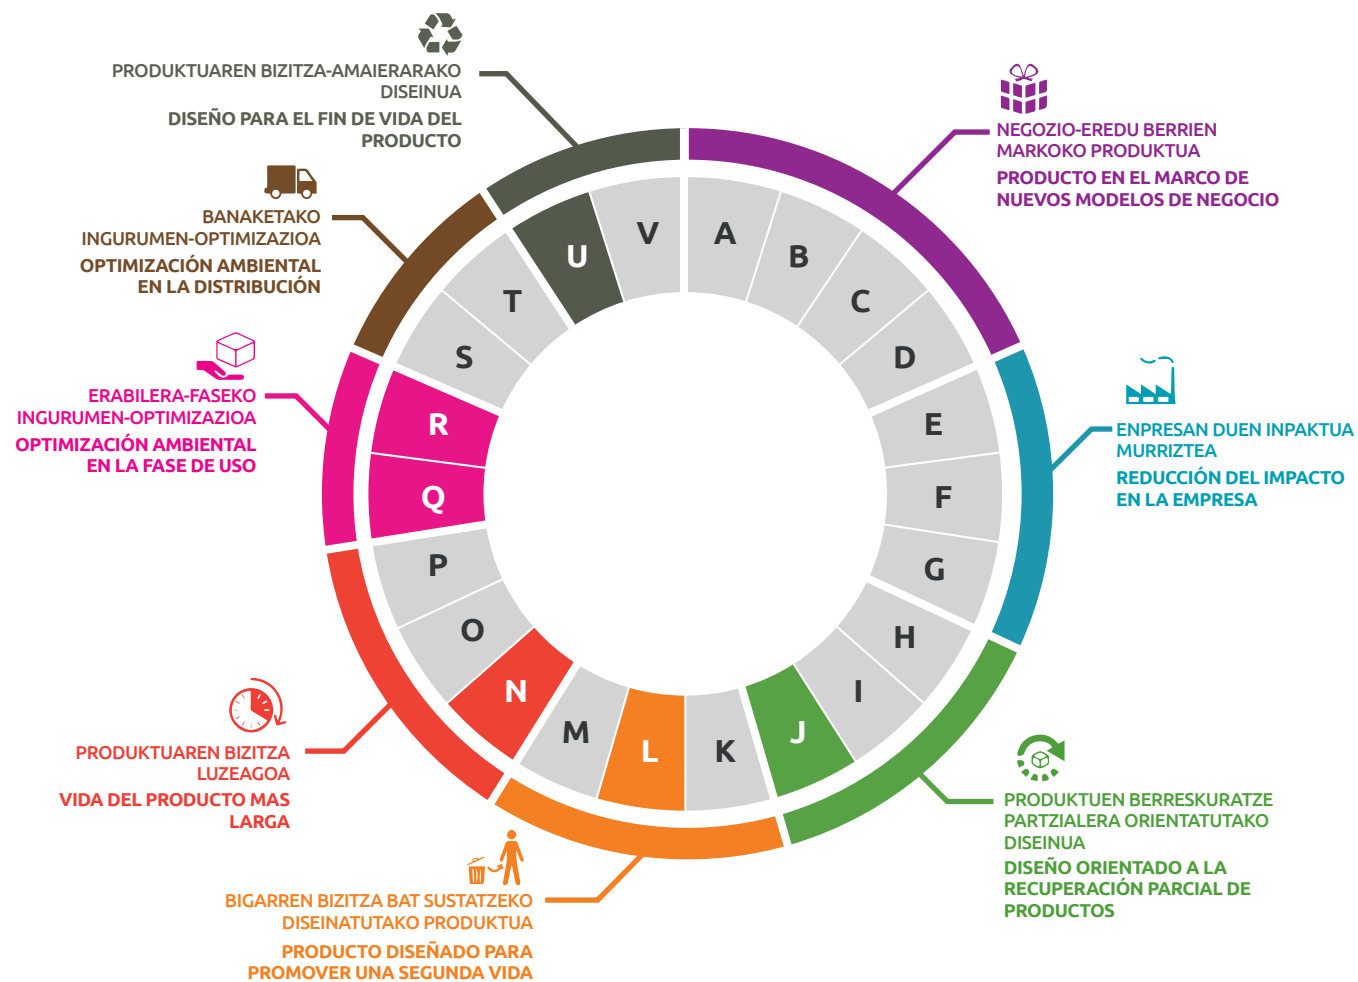 PRODUKTUAREN BIZITZA-AMAIERARAKO
DISEINUA
DISEÑO PARA EL FIN DE VIDA DEL
PRODUCTO
NEGOZIO-EREDU BERRIEN
MARKOKO PRODUKTUA
PRODUCTO EN EL MARCO DE
NUEVOS MODELOS DE NEGOCIO
BANAKETAKO
INGURUMEN-OPTIMIZAZIOA
OPTIMIZACIÓN AMBIENTAL
EN LA DISTRIBUCIÓN
ERABILERA-FASEKO
INGURUMEN-OPTIMIZAZIOA
OPTIMIZACIÓN AMBIENTAL
EN LA FASE DE USO
ENPRESAN DUEN INPAKTUA
MURRIZTEA
REDUCCIÓN DEL IMPACTO
EN LA EMPRESA
A
B
C
D
E
F
G
H
I
J
K
L
M
N
O
P
Q
R
S
T
U
V
PRODUKTUAREN BIZITZA
LUZEAGOA
VIDA DEL PRODUCTO MAS
LARGA
PRODUKTUEN BERRESKURATZE
PARTZIALERA ORIENTATUTAKO
DISEINUA
DISEÑO ORIENTADO A LA
RECUPERACIÓN PARCIAL DE
PRODUCTOS
BIGARREN BIZITZA BAT SUSTATZEKO
DISEINATUTAKO PRODUKTUA
PRODUCTO DISEÑADO PARA
PROMOVER UNA SEGUNDA VIDA